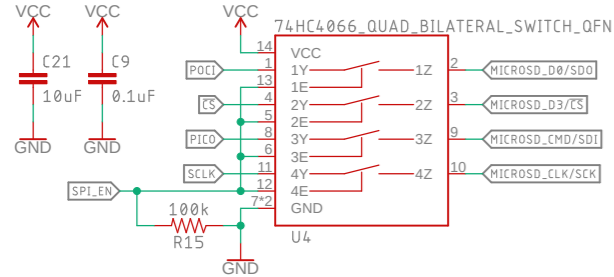 VCC VCC VCC 74HC4066_QUAD_BILATERAL_SWITCH_QFN
C21 C9 14 VCC
10uF 0.1uF
POCI 1 1Y 1Z 2 MICROSD_D0/SDO
13 1E
CS 4 2Y 2Z 3 MICROSD_D3/CS
5 2E
GND GND PICO 8 3Y 3Z 9 MICROSD_CMD/SDI
6 3E
SCLK 11 4Y 4Z 10 MICROSD_CLK/SCK
SPI_EN 12 4E
7*2 GND
100k
R15 U4
GND